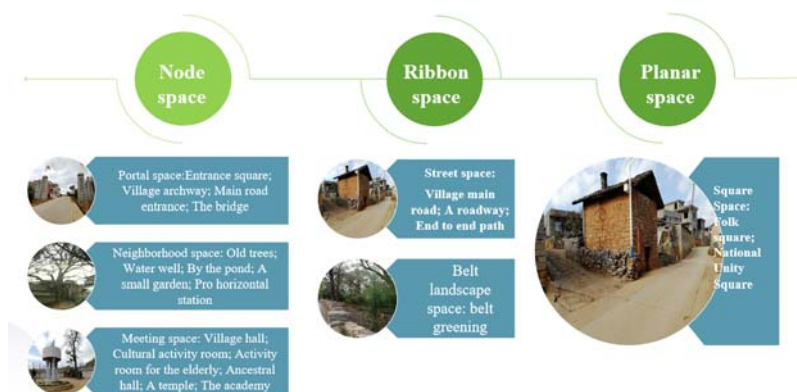 Node
space
Ribbon
space
Planar
space
Portal space:Entrance square;
Village archway; Main road
entrance; The bridge
Neighborhood space: Old trees;
Water well; By the pond; A
small garden; Pro horizontal
station
Meeting space: Village hall;
Cultural activity room; Activity
room for the elderly; Ancestral
hall; A temple; The academy
Street space:
Village main
road; A roadway;
End to end path
Belt
landscape
space: belt
greening
Square
Space:
Folk
square;
National
Unity
Square